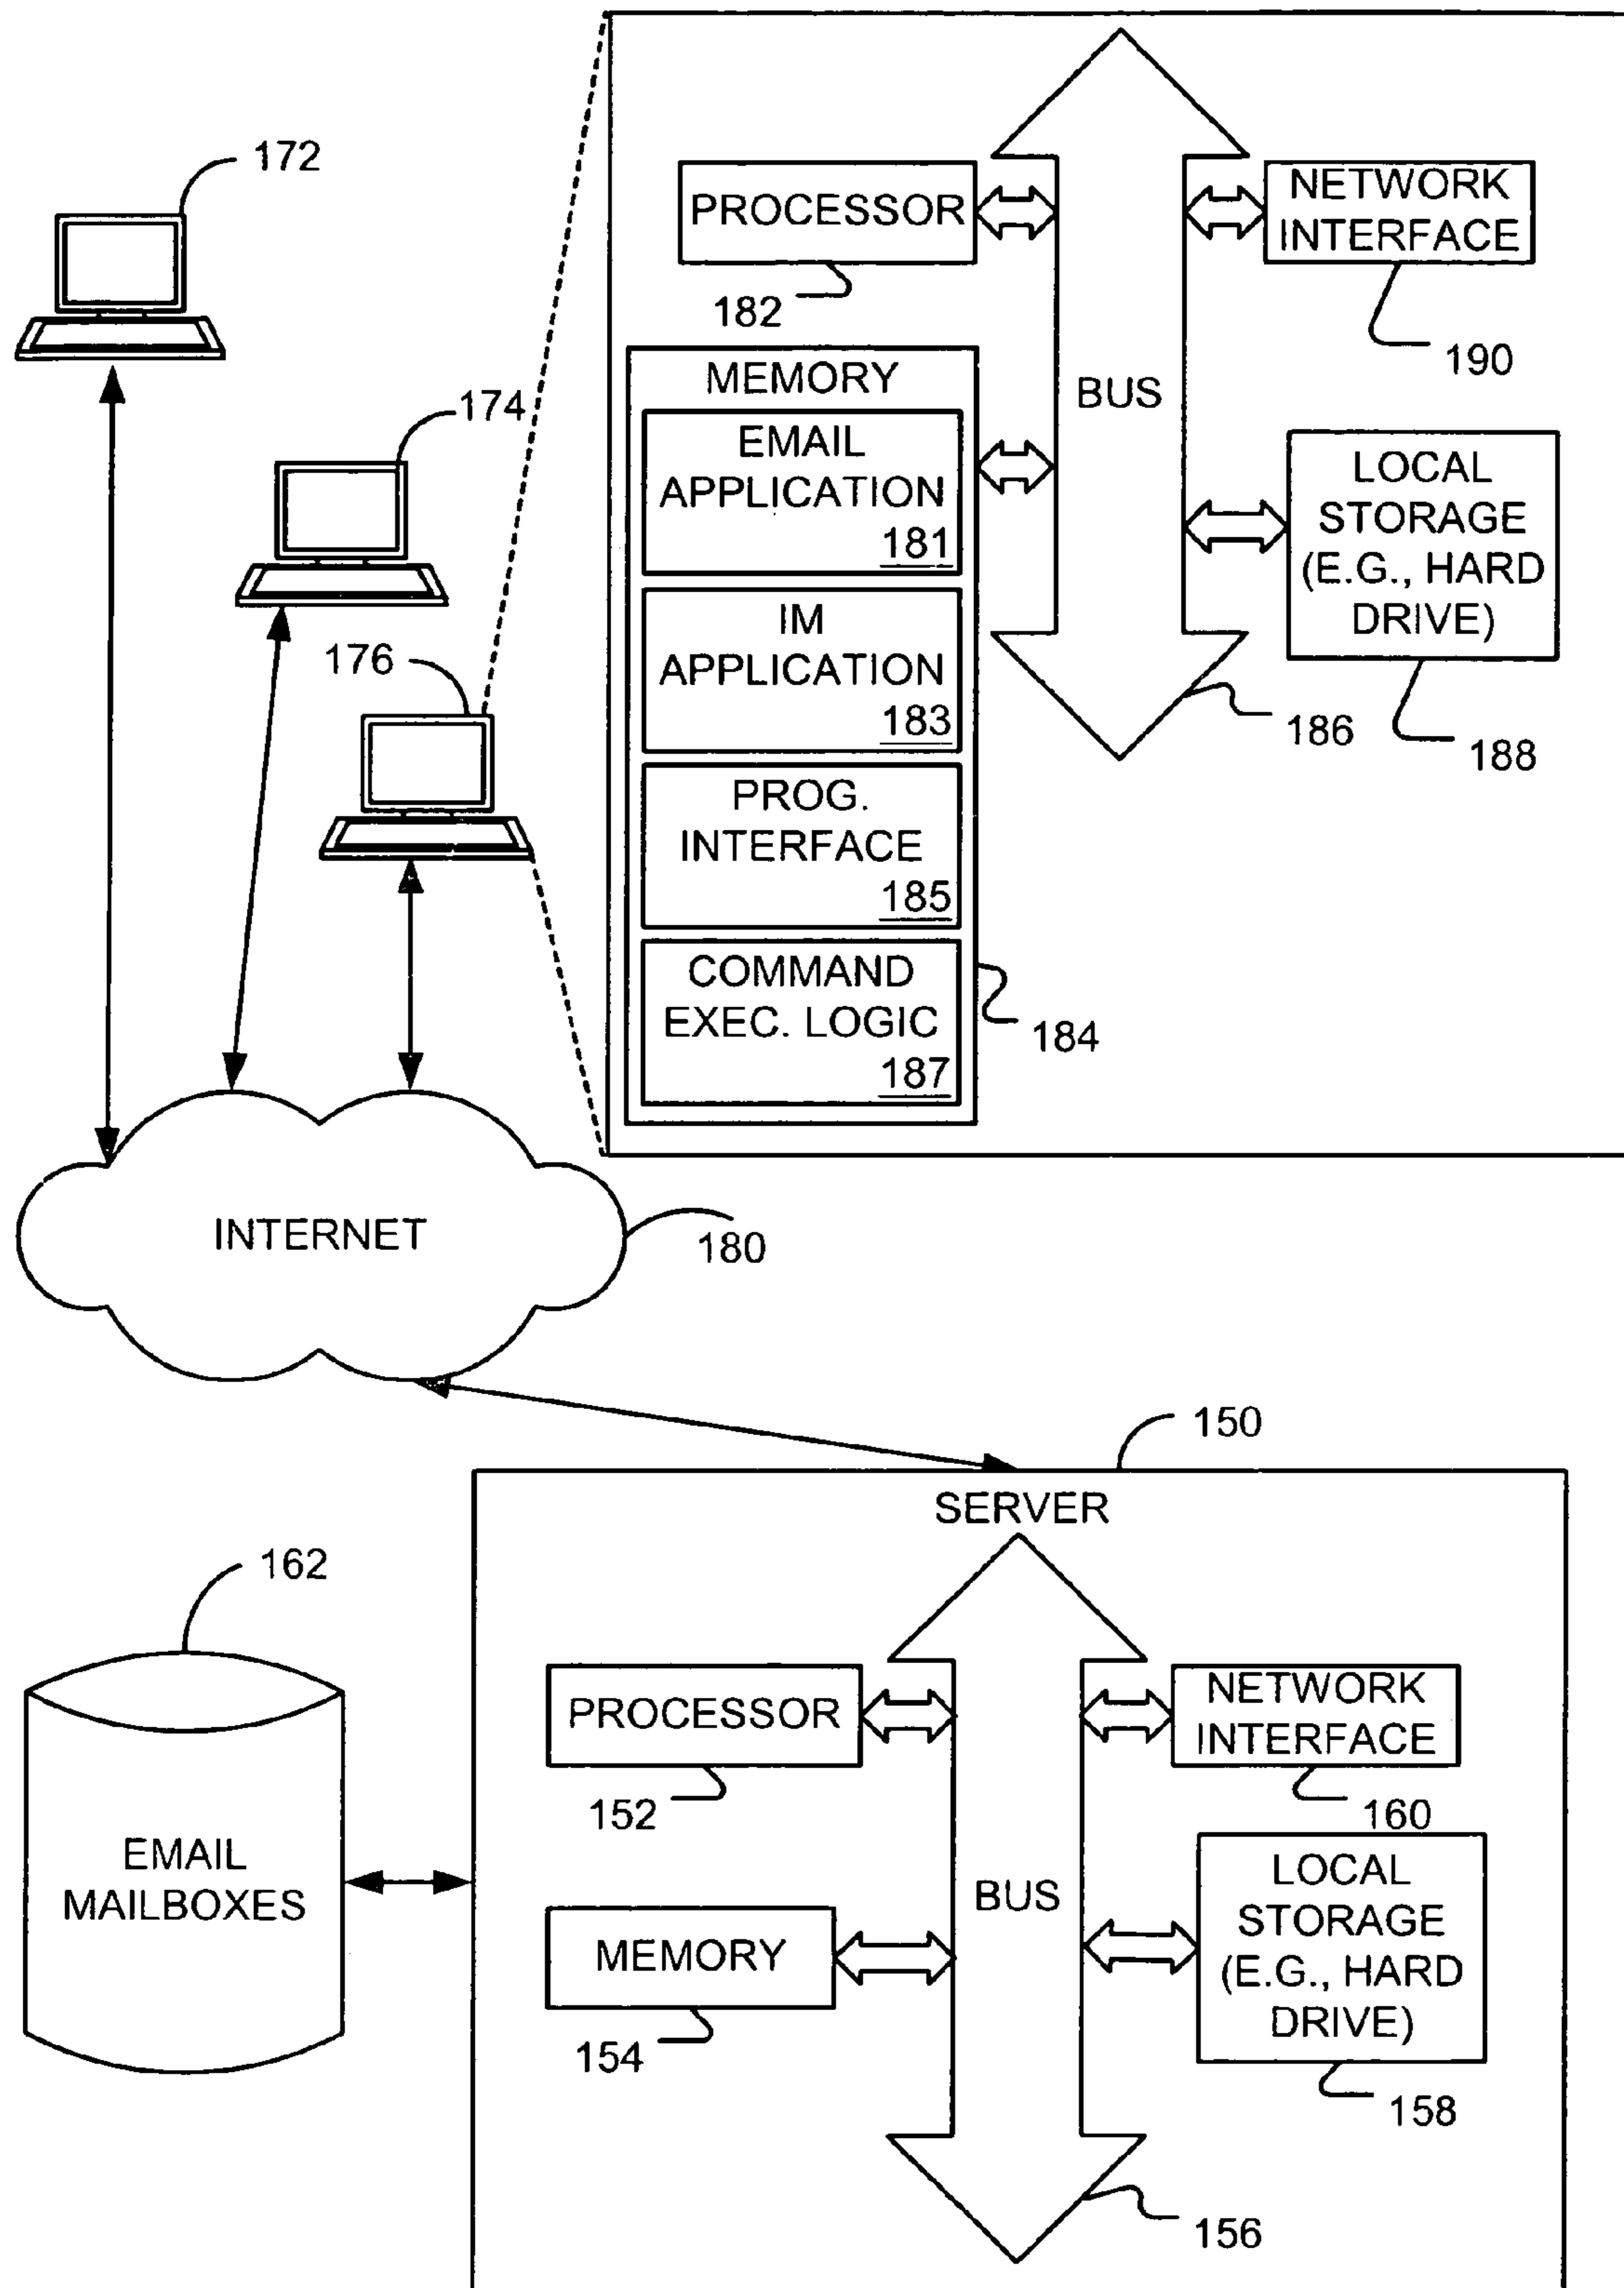 172
PROCESSOR
182
NETWORK
INTERFACE
190
MEMORY
EMAIL
APPLICATION
181
IM
APPLICATION
183
PROG.
INTERFACE
185
COMMAND
EXEC. LOGIC
187
184
BUS
186
LOCAL
STORAGE
(E.G., HARD
DRIVE)
188
174
176
INTERNET
180
150
SERVER
162
EMAIL
MAILBOXES
PROCESSOR
152
MEMORY
154
BUS
156
NETWORK
INTERFACE
160
LOCAL
STORAGE
(E.G., HARD
DRIVE)
158